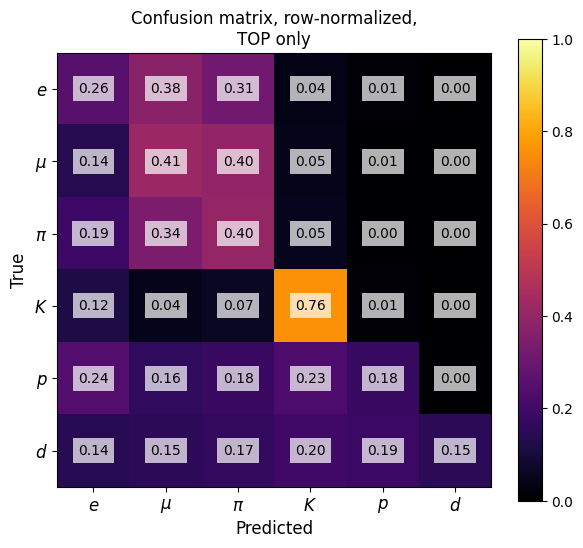 Confusion matrix, row-normalized,
TOP only
1.0
0.8
0.6
0.4
0.2
0.0
True
e 0.26 0.38 0.31 0.04 0.01 0.00
μ 0.14 0.41 0.40 0.05 0.01 0.00
π 0.19 0.34 0.40 0.05 0.00 0.00
K 0.12 0.04 0.07 0.76 0.01 0.00
p 0.24 0.16 0.18 0.23 0.18 0.00
d 0.14 0.15 0.17 0.20 0.19 0.15
e μ π K p d
Predicted